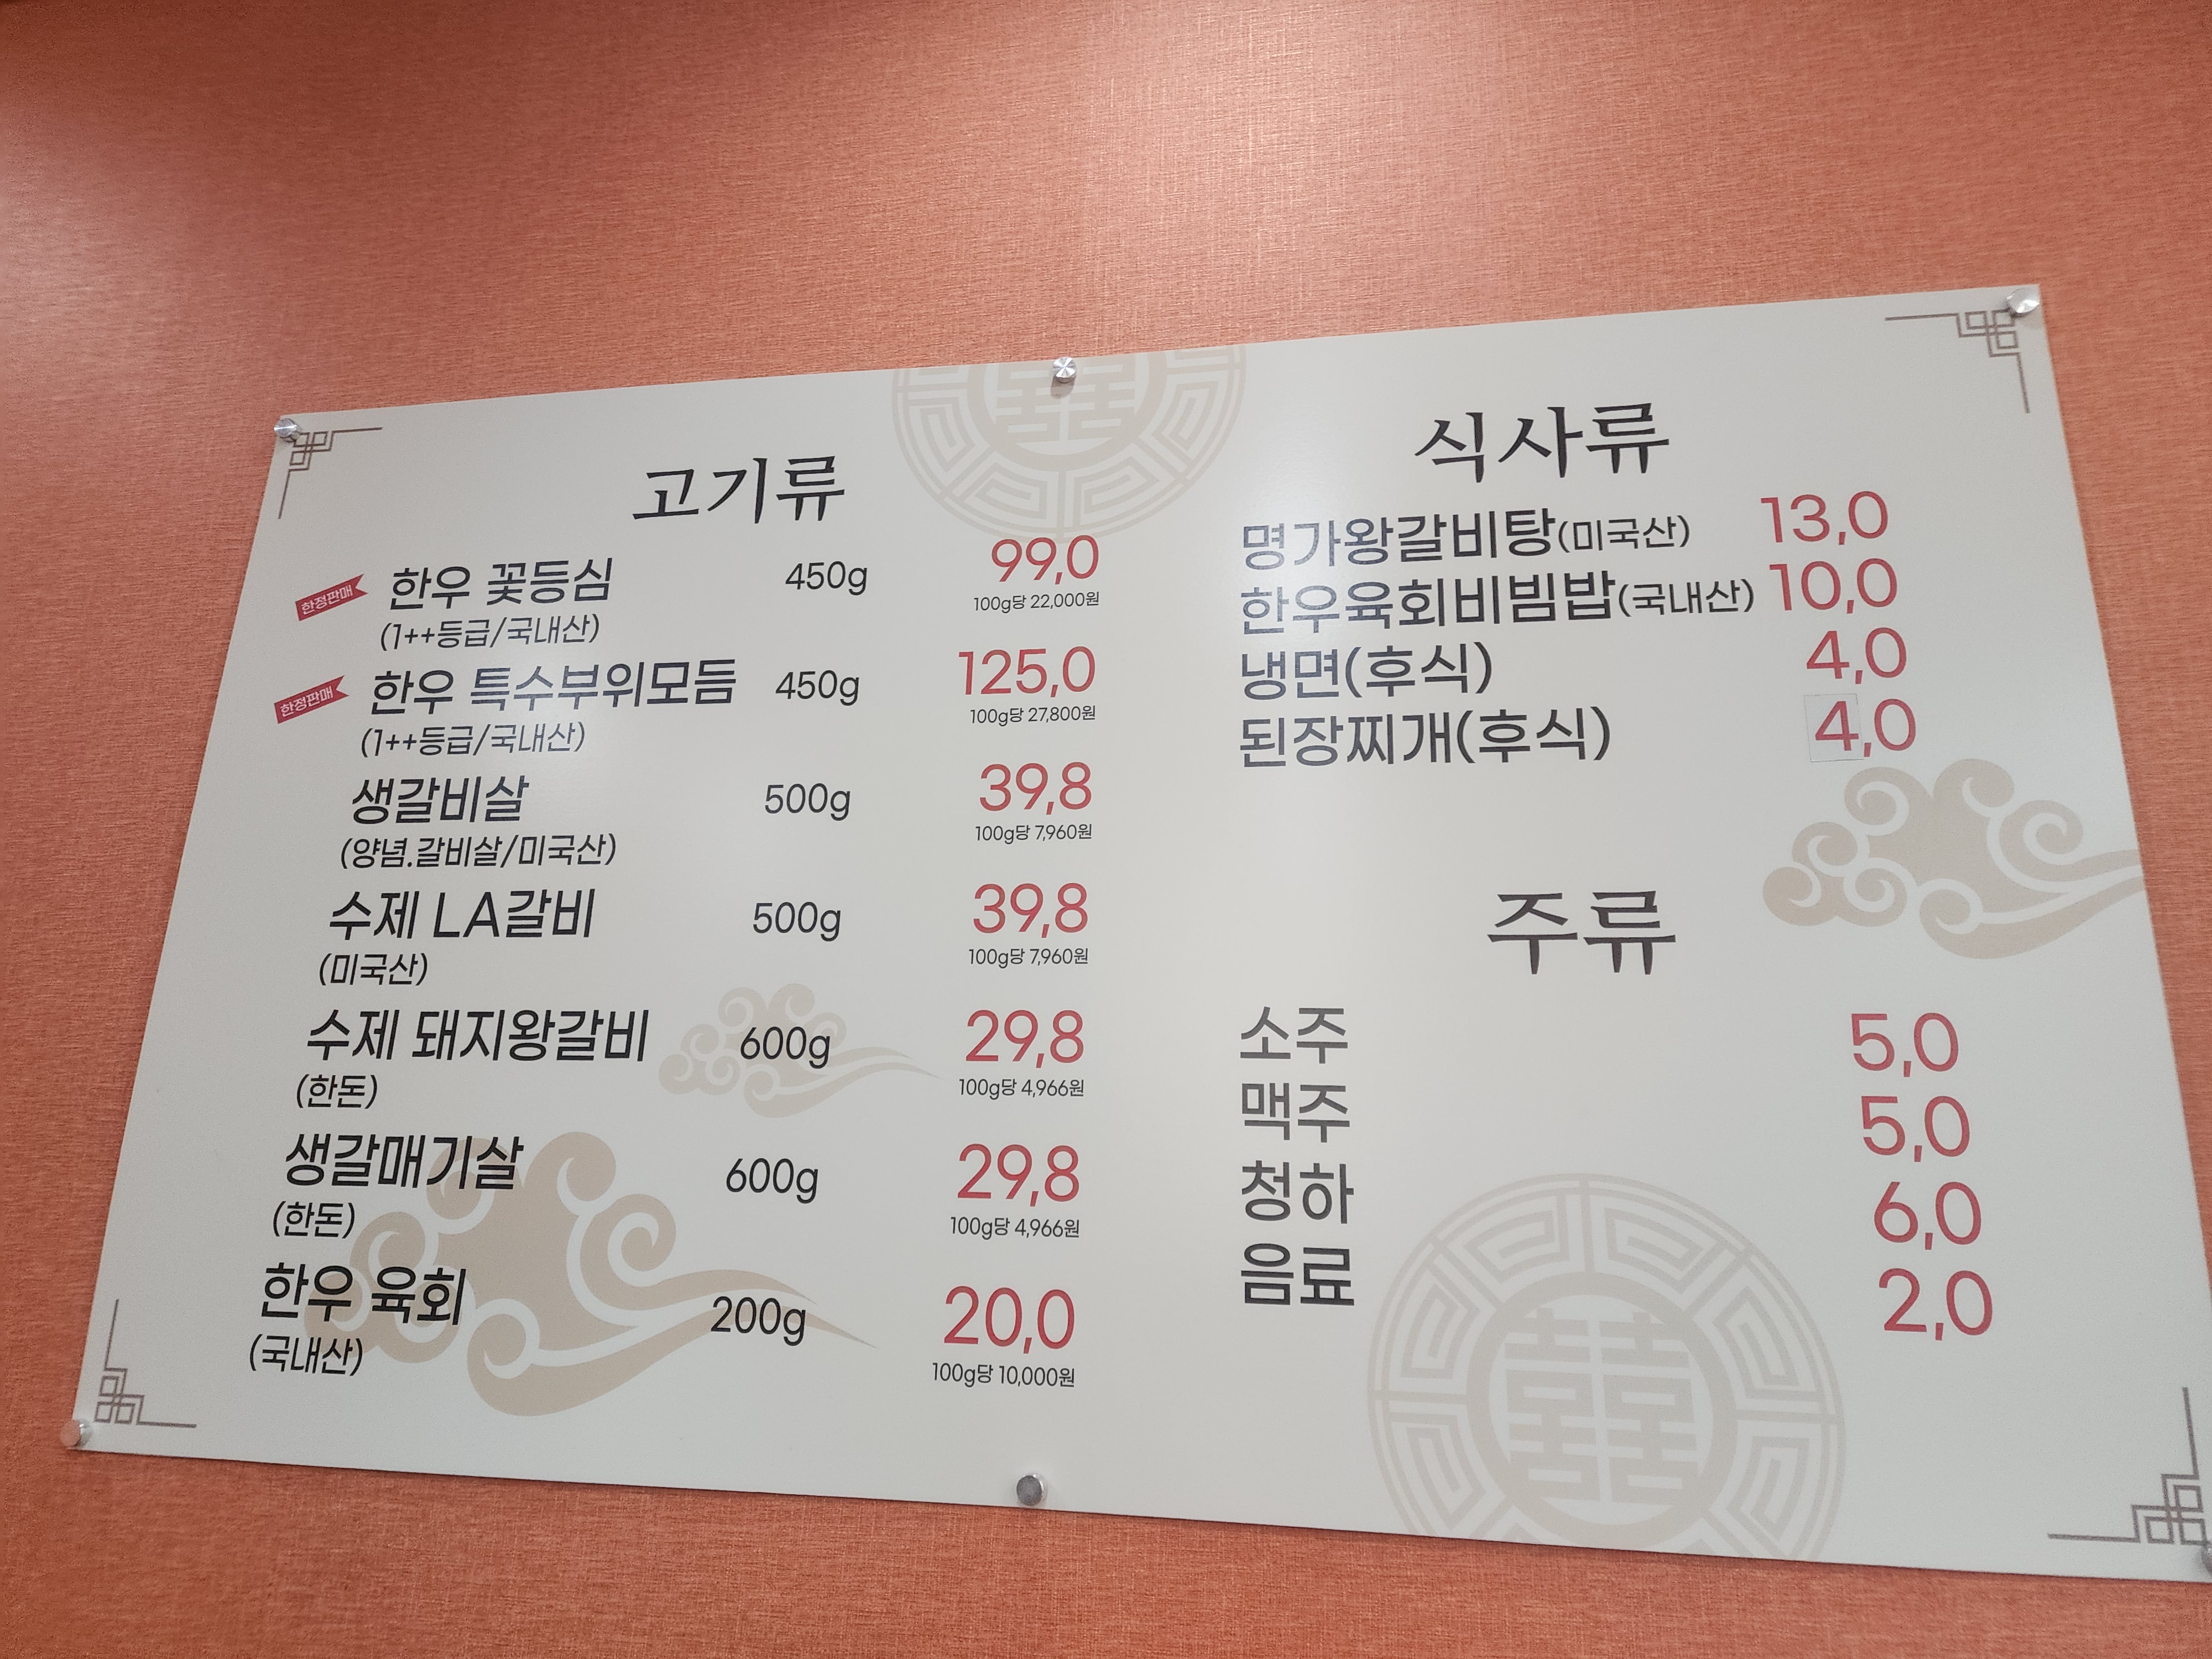 고기류
한정판매 한우 꽃등심 450g 99,0
(1++등급/국내산) 100g당 22,000원
한정판매 한우 특수부위모듬 450g 125,0
(1++등급/국내산) 100g당 27,800원
생갈비살 500g 39,8
(양념.갈비살/미국산) 100g당 7,960원
수제 LA갈비 500g 39,8
(미국산) 100g당 7,960원
수제 돼지왕갈비 600g 29,8
(한돈) 100g당 4,966원
생갈매기살 600g 29,8
(한돈) 100g당 4,966원
한우 육회 200g 20,0
(국내산) 100g당 10,000원
식사류
명가왕갈비탕(미국산) 13,0
한우육회비빔밥(국내산) 10,0
냉면(후식) 4,0
된장찌개(후식) 4,0
주류
소주 5,0
맥주 5,0
청하 6,0
음료 2,0